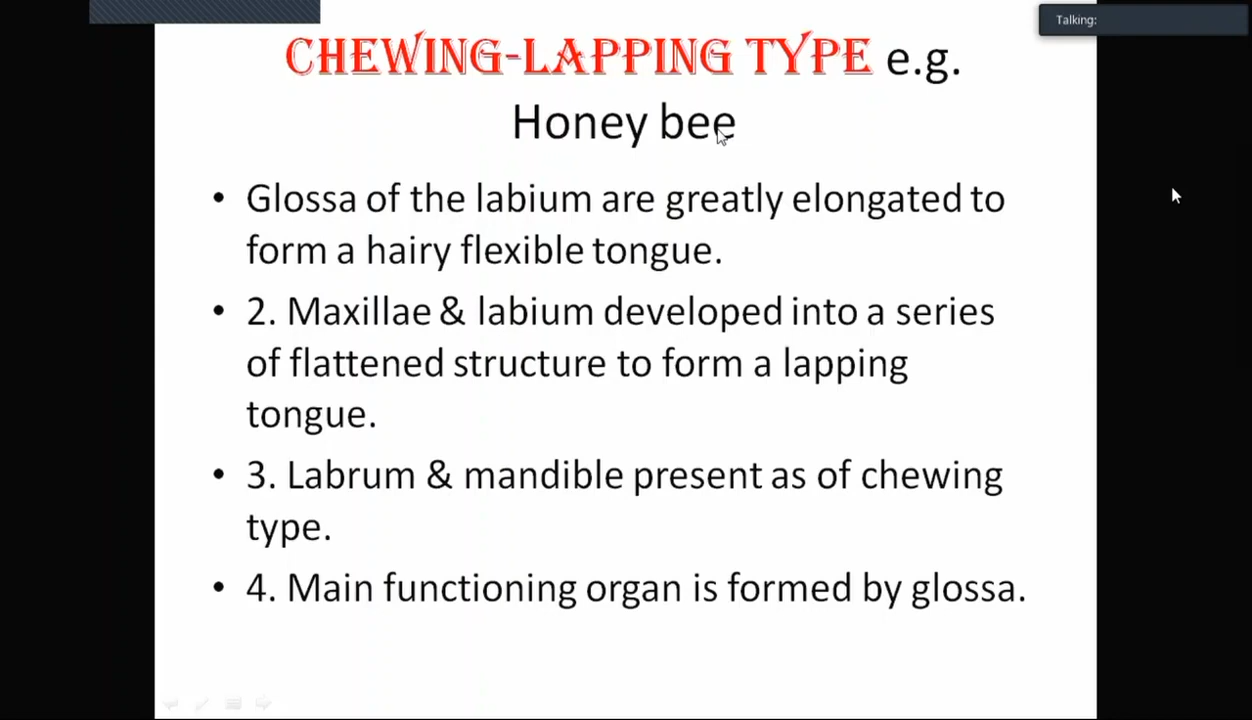 Talking:
CHEWING-LAPPING TYPE e.g.
Honey bee
• Glossa of the labium are greatly elongated to
form a hairy flexible tongue.
• 2. Maxillae & labium developed into a series
of flattened structure to form a lapping
tongue.
• 3. Labrum & mandible present as of chewing
type.
• 4. Main functioning organ is formed by glossa.